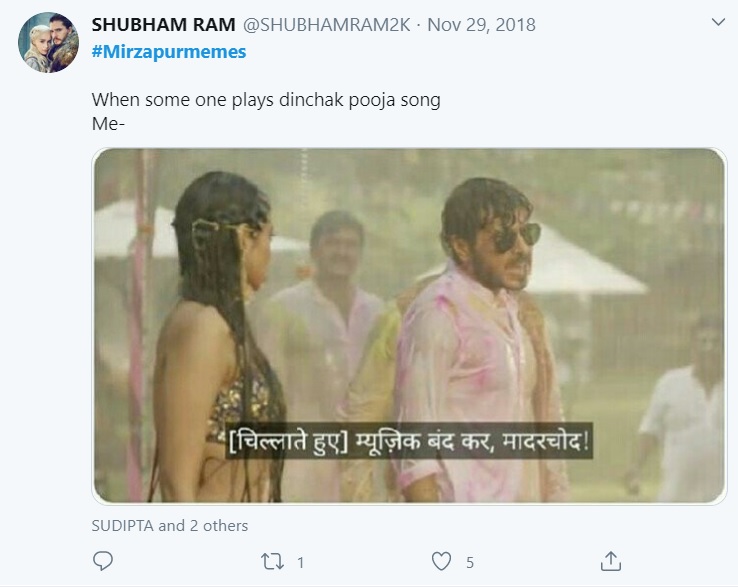 SHUBHAM RAM @SHUBHAMRAM2K · Nov 29, 2018
#Mirzapurmemes
When some one plays dinchak pooja song
Me-
[चिल्लाते हुए] म्यूज़िक बंद कर, मादरचोद!
SUDIPTA and 2 others
1 5